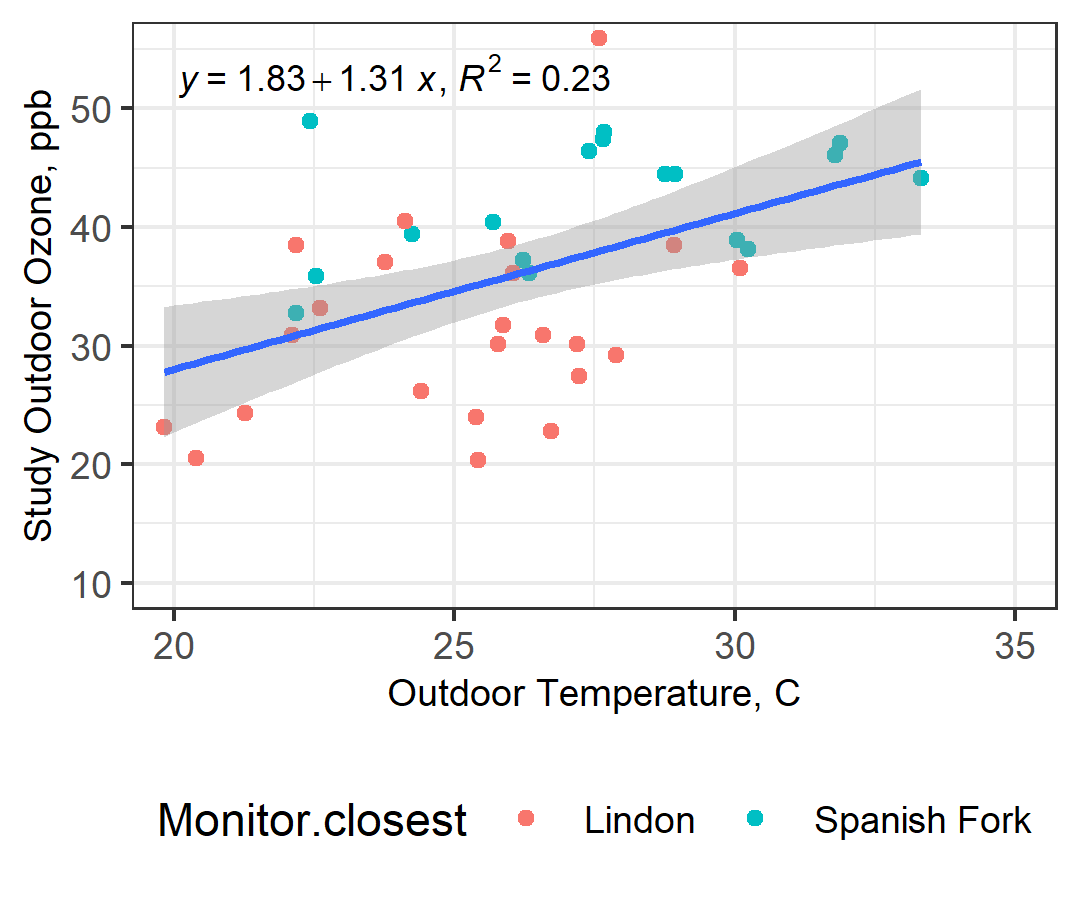 y = 1.83 + 1.31 x, R² = 0.23
Study Outdoor Ozone, ppb
50
40
30
20
10
20 25 30 35
Outdoor Temperature, C
Monitor.closest Lindon Spanish Fork